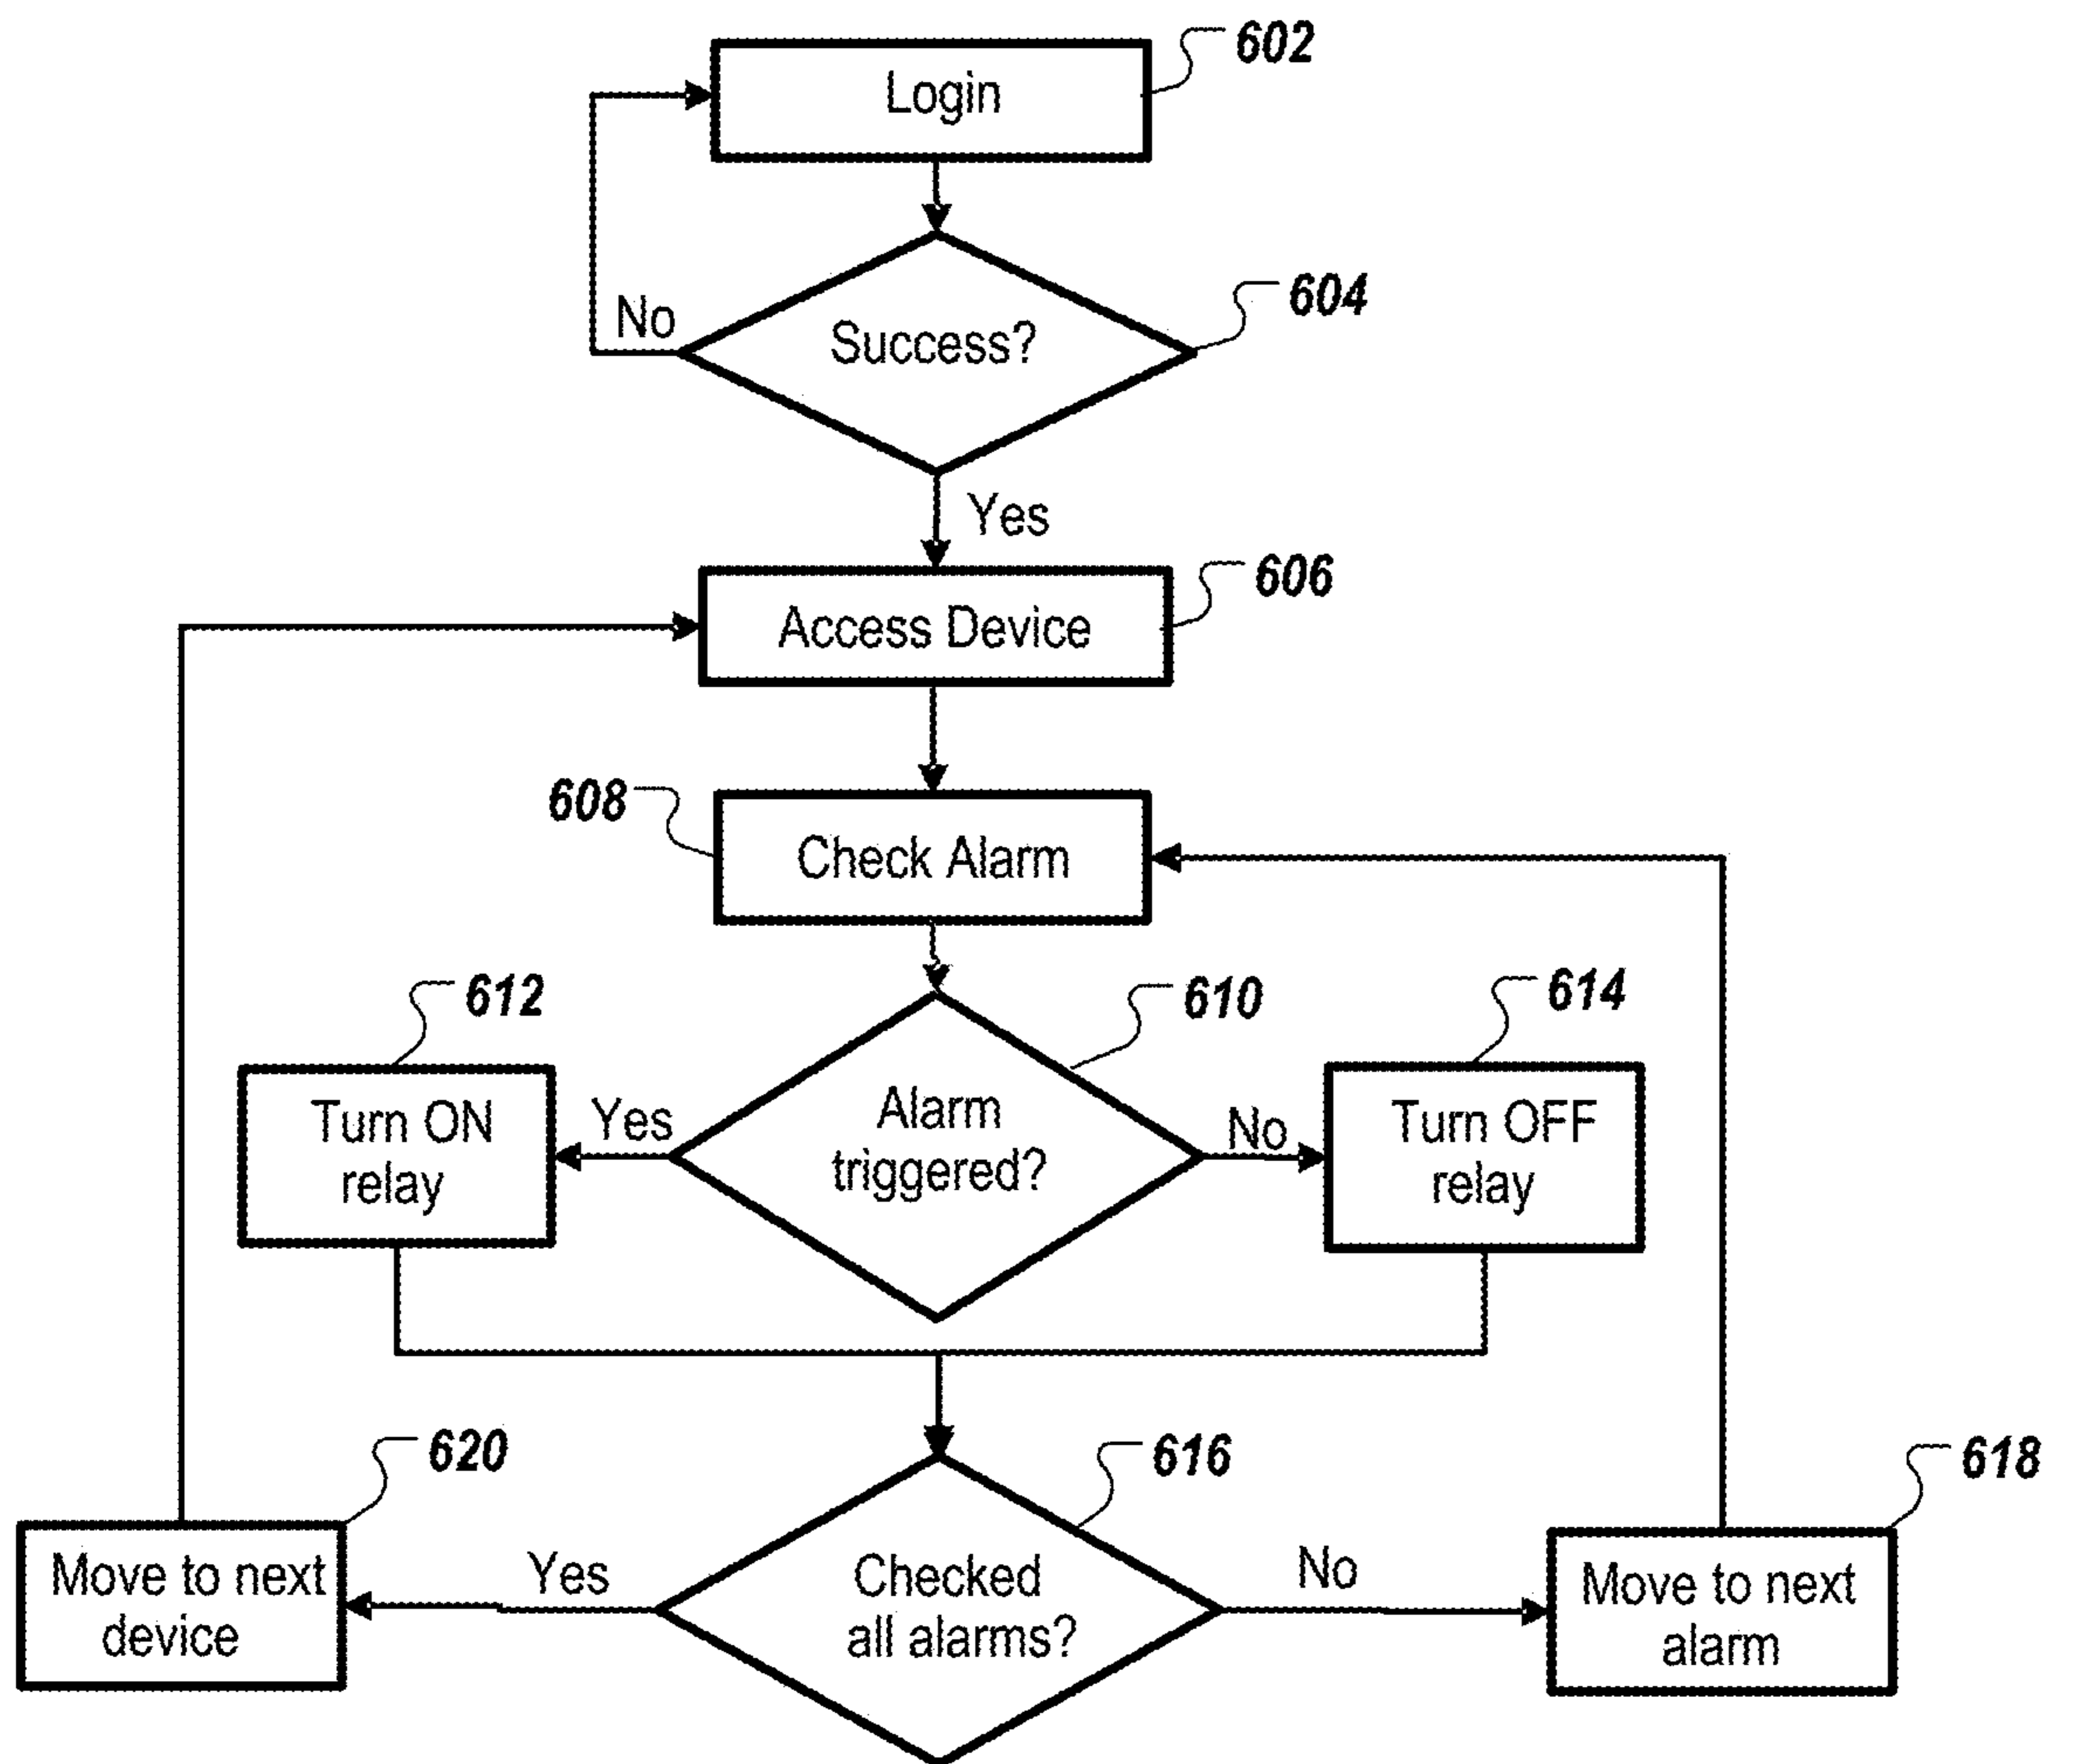 602
Login
604
No
Success?
Yes
606
Access Device
608
Check Alarm
612
610
614
Turn ON
relay
Yes
Alarm
triggered?
No
Turn OFF
relay
620
616
618
Move to next
device
Yes
Checked
all alarms?
No
Move to next
alarm